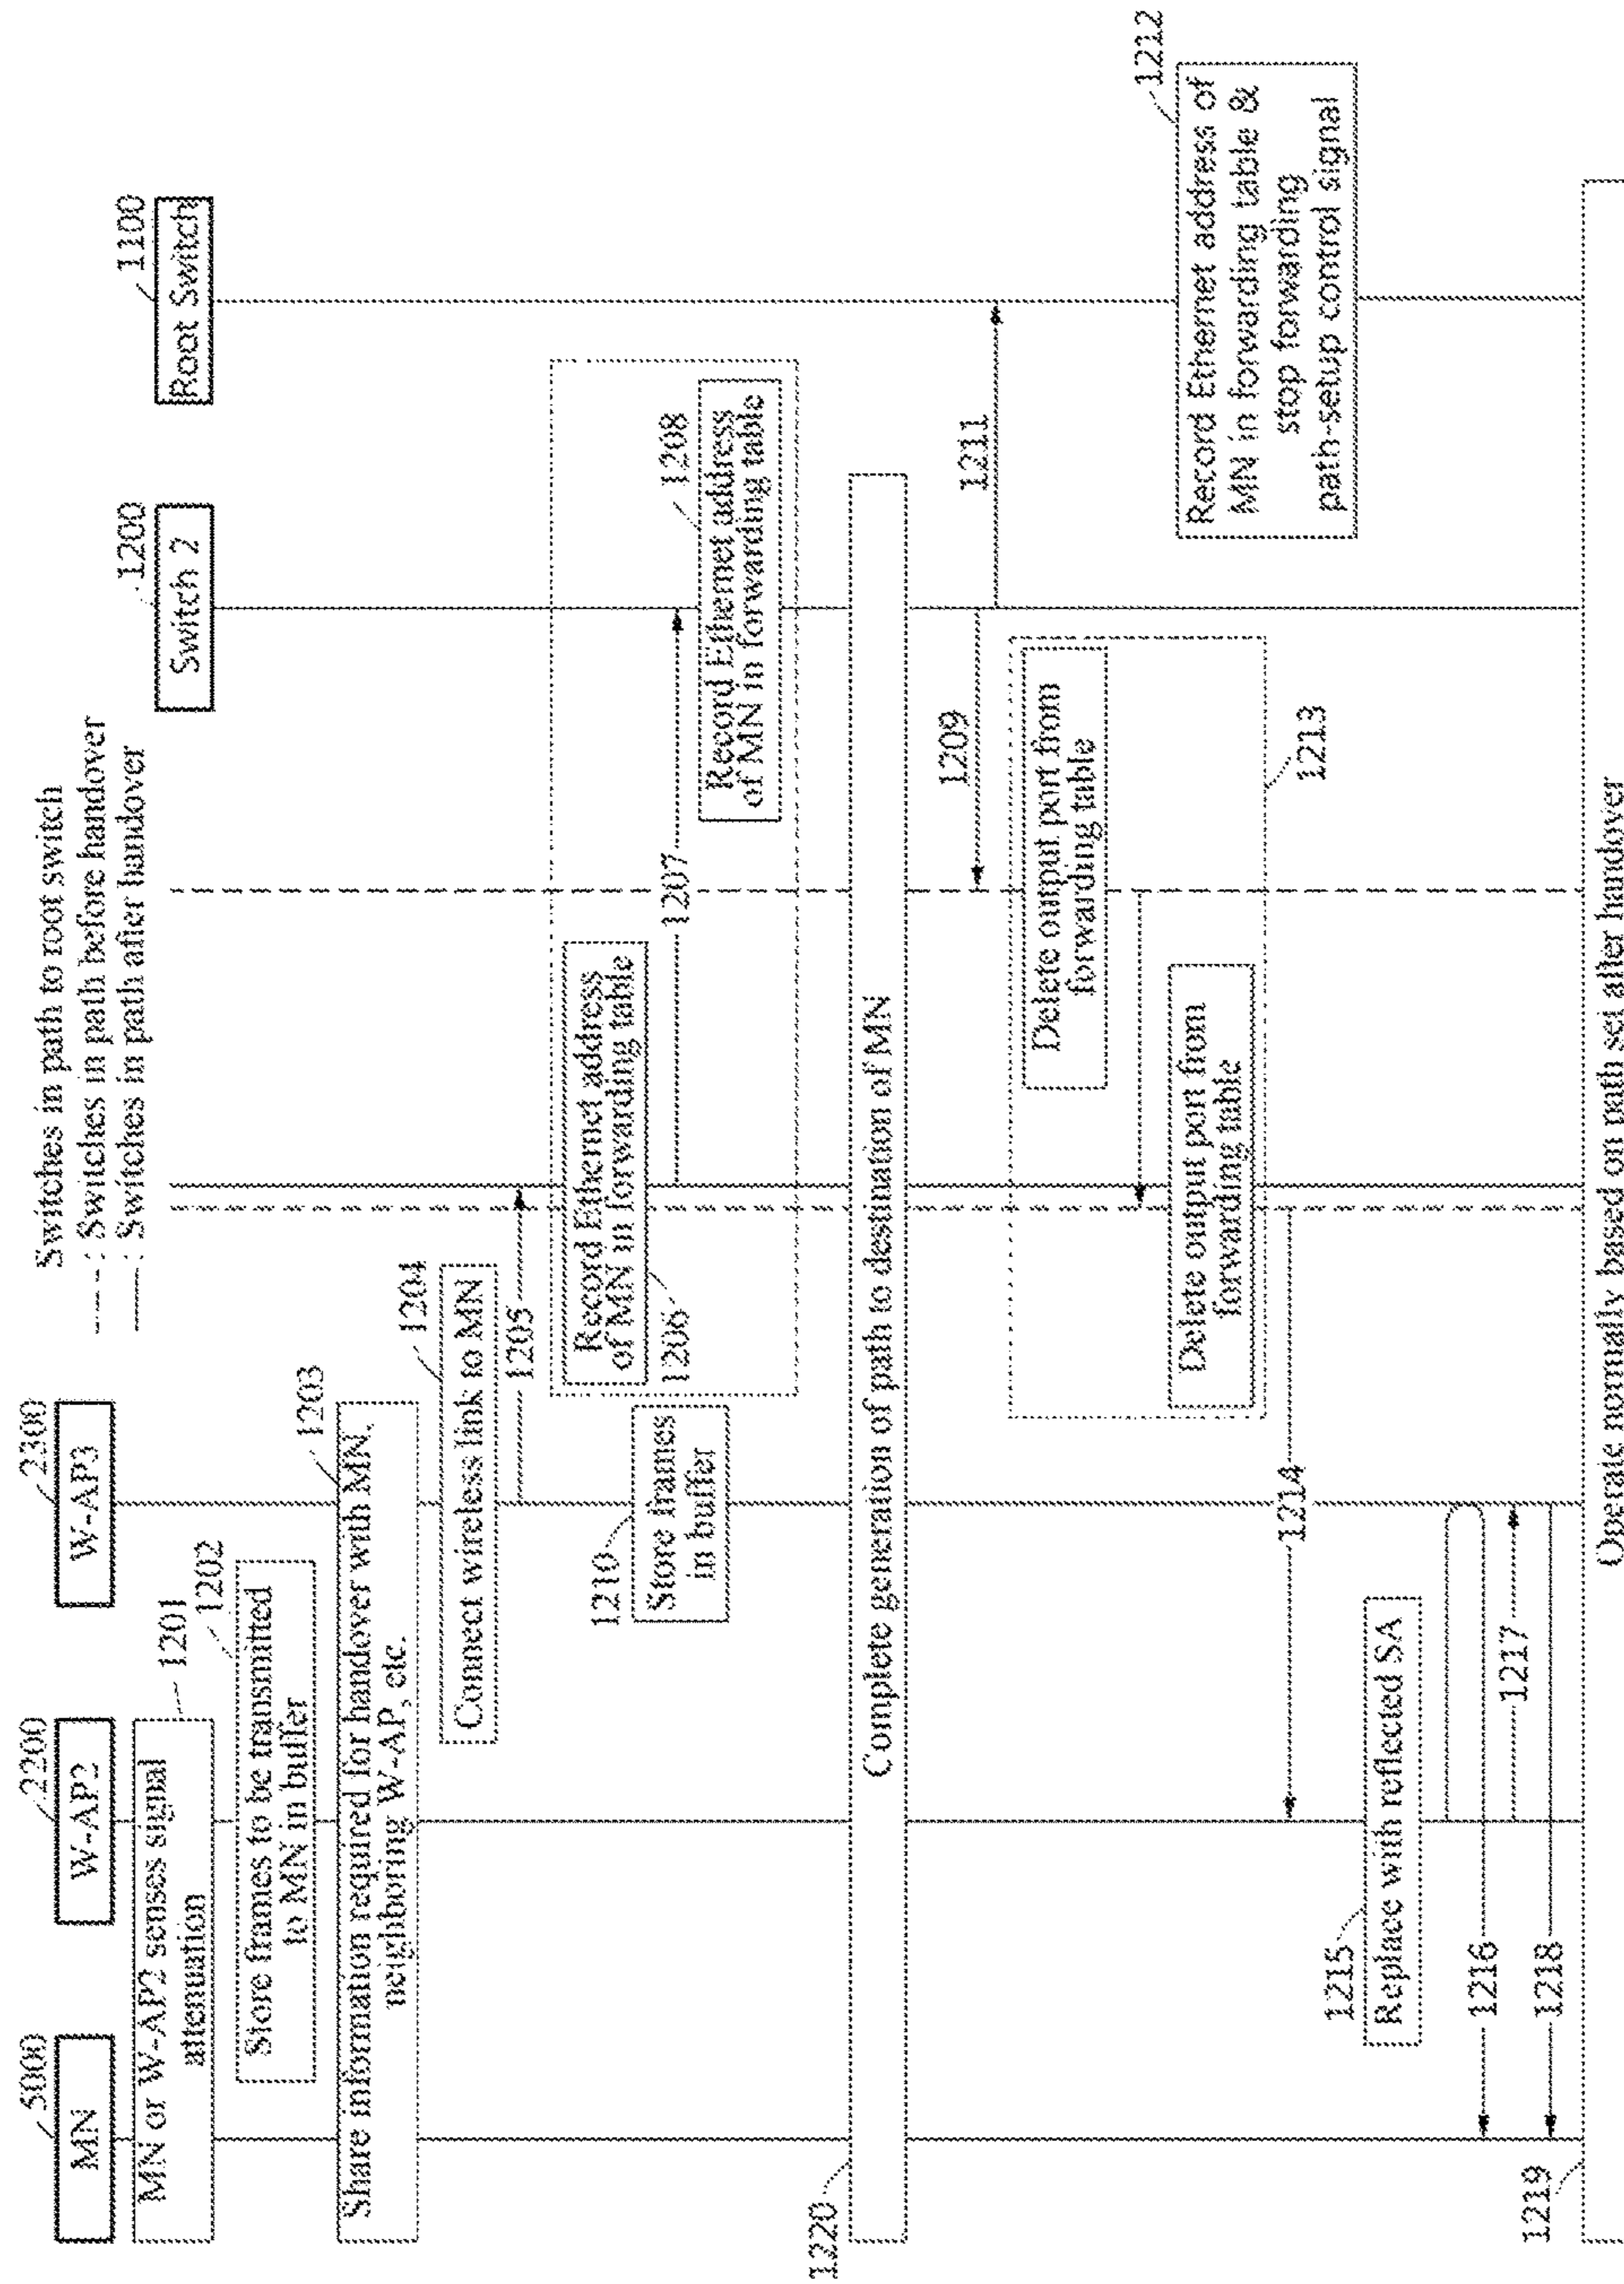 Switches in path to root switch
: Switches in path before handover
: Switches in path after handover
5000
MN
2200
W-AP2
2300
W-AP3
1200
Switch 2
1100
Root Switch
MN or W-AP2 senses signal
attenuation
1201
1202
Store frames to be transmitted
to MN in buffer
1203
Share information required for handover with MN,
neighboring W-AP, etc.
1204
Connect wireless link to MN
1205
Record Ethernet address
of MN in forwarding table
1206
1207
1208
Record Ethernet address
of MN in forwarding table
1210
Store frames
in buffer
1220
Complete generation of path to destination of MN
1209
1211
Delete output port from
forwarding table
Delete output port from
forwarding table
1213
1212
Record Ethernet address of
MN in forwarding table &
stop forwarding
path-setup control signal
1214
1215
Replace with reflected SA
1216
1217
1218
1219
Operate normally based on path set after handover